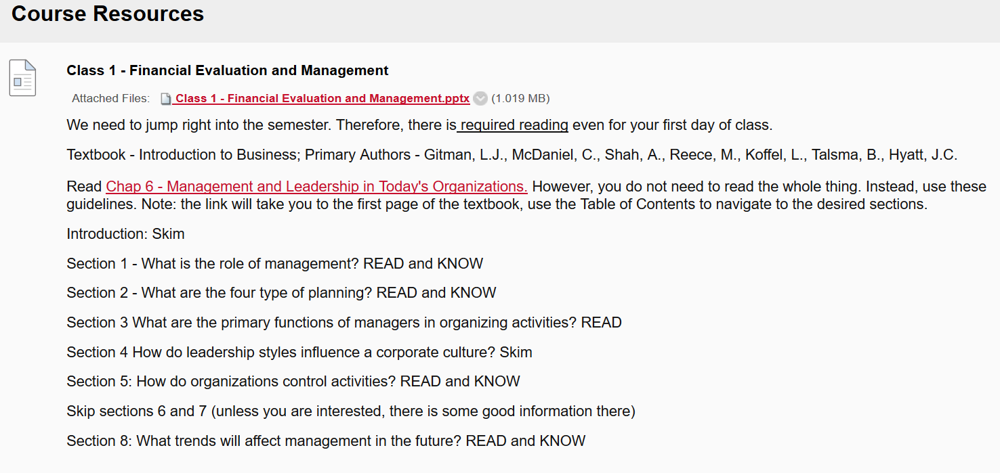 Course Resources
Class 1 - Financial Evaluation and Management
Attached Files: Class 1 - Financial Evaluation and Management.pptx (1.019 MB)
We need to jump right into the semester. Therefore, there is required reading even for your first day of class.
Textbook - Introduction to Business; Primary Authors - Gitman, L.J., McDaniel, C., Shah, A., Reece, M., Koffel, L., Talsma, B., Hyatt, J.C.
Read Chap 6 - Management and Leadership in Today's Organizations. However, you do not need to read the whole thing. Instead, use these
guidelines. Note: the link will take you to the first page of the textbook, use the Table of Contents to navigate to the desired sections.
Introduction: Skim
Section 1 - What is the role of management? READ and KNOW
Section 2 - What are the four type of planning? READ and KNOW
Section 3 What are the primary functions of managers in organizing activities? READ
Section 4 How do leadership styles influence a corporate culture? Skim
Section 5: How do organizations control activities? READ and KNOW
Skip sections 6 and 7 (unless you are interested, there is some good information there)
Section 8: What trends will affect management in the future? READ and KNOW